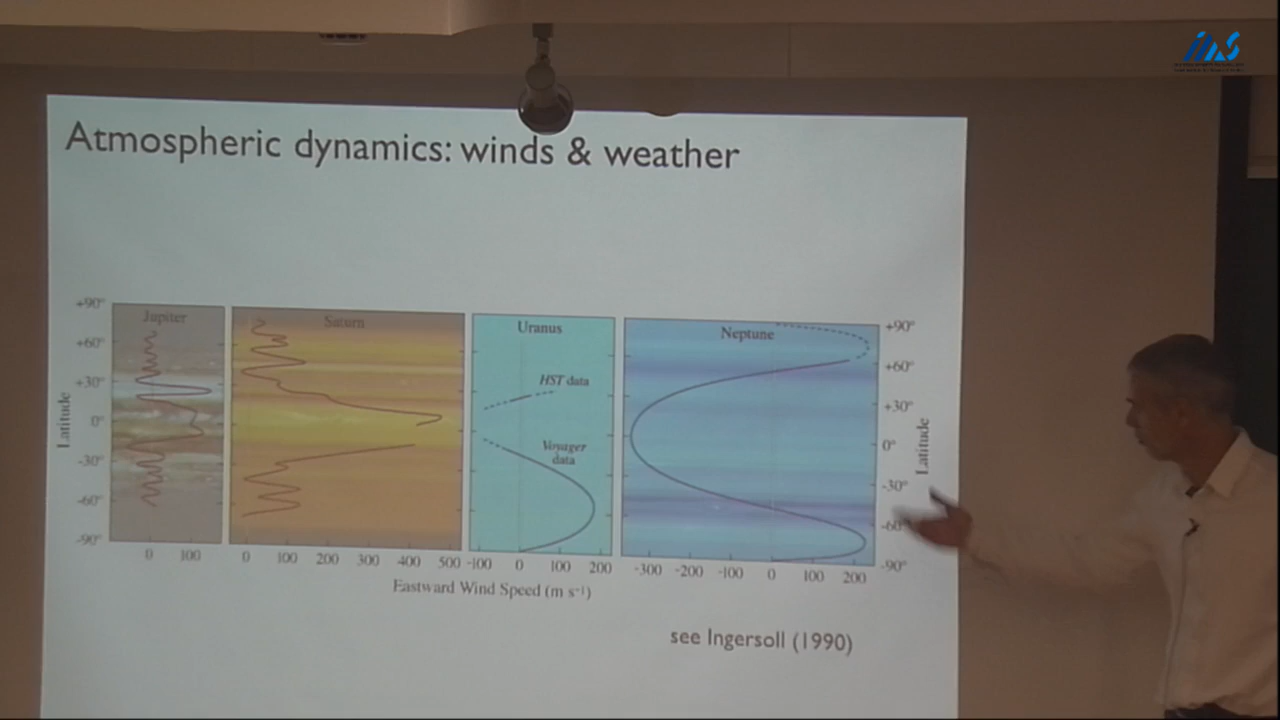 Atmospheric dynamics: winds & weather
Jupiter
Saturn
Uranus
Neptune
HST data
Voyager
data
Latitude
+90°
+60°
+30°
0°
-30°
-60°
-90°
+90°
+60°
+30°
0°
-30°
-60°
-90°
Latitude
0 100
0 100 200 300 400 500
-100 0 100 200
-300 -200 -100 0 100 200
Eastward Wind Speed (m s⁻¹)
see Ingersoll (1990)